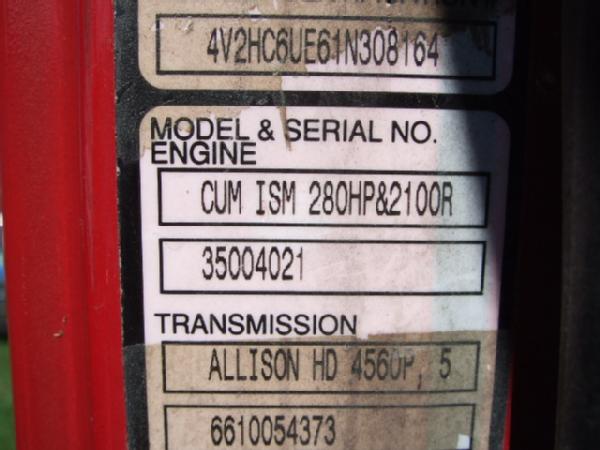 4V2HC6UE61N308164
MODEL & SERIAL NO.
ENGINE
CUM ISM 280HP&2100R
35004021
TRANSMISSION
ALLISON HD 4560P, 5
6610054373